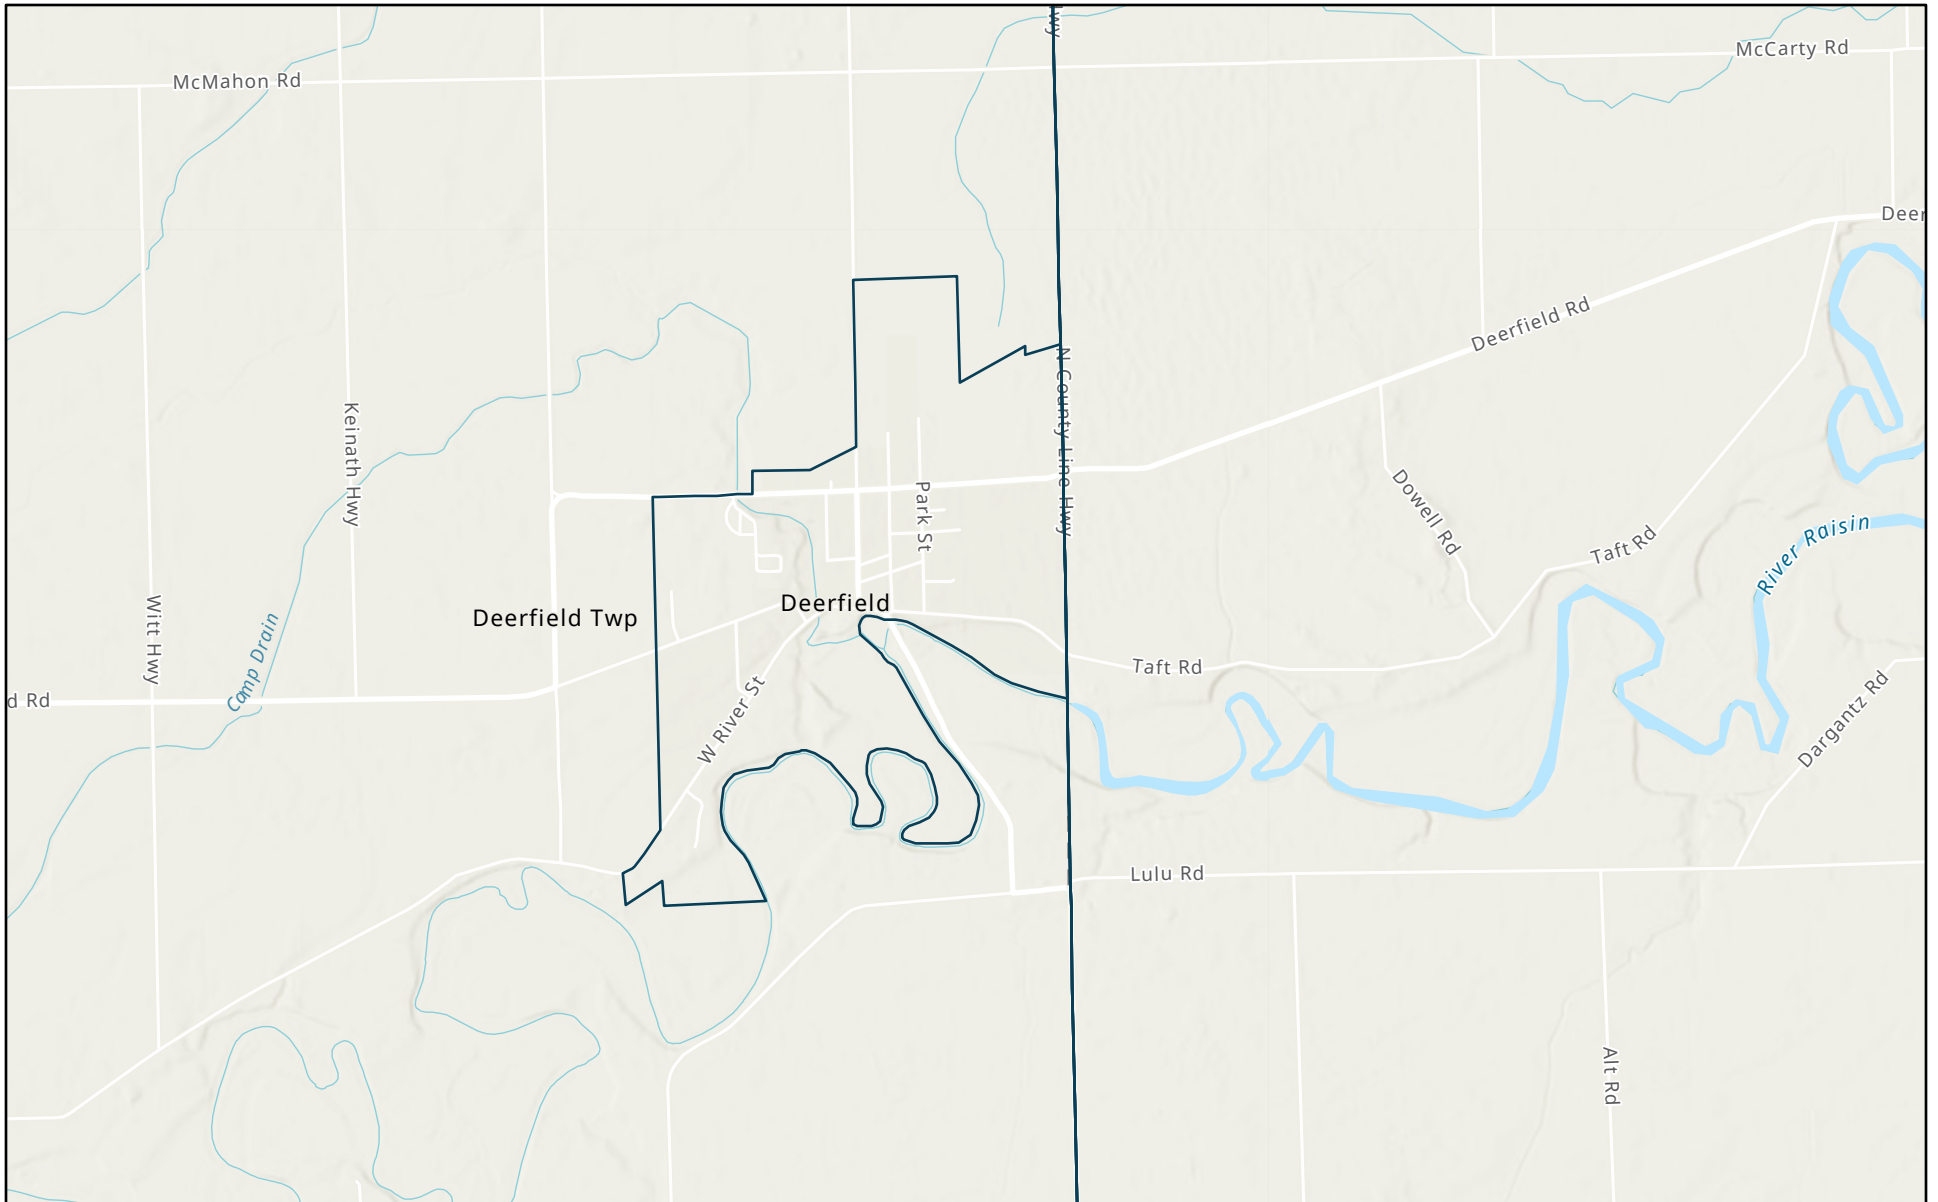 McCarty Rd
McMahon Rd
Deerfield Rd
N County Line Hwy
Keinath Hwy
Park St
Dowell Rd
River Raisin
Taft Rd
Deerfield
Deerfield Twp
Witt Hwy
Camp Drain
Taft Rd
d Rd
W River St
Dargantz Rd
Lulu Rd
Alt Rd